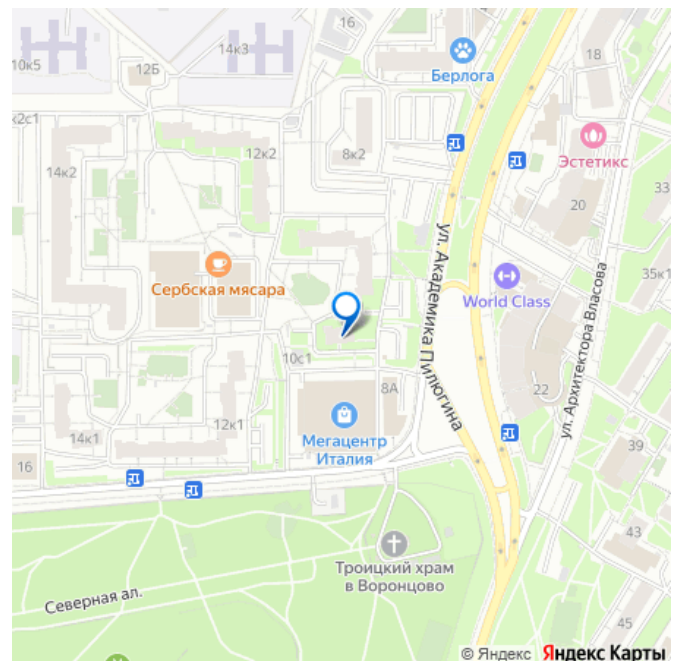 16
14к3
18
10к5
12Б
Берлога
к2с1
12к2
8к2
Эстетикс
14к2
33
20
ул. Академика Пилюгина
35к1
Сербская мясара
World Class
ул. Архитектора Власова
10с1
8А
22
12к1
14к1
Мегацентр
Италия
39
16
43
Троицкий храм
в Воронцово
Северная ал.
45
© Яндекс Яндекс Карты